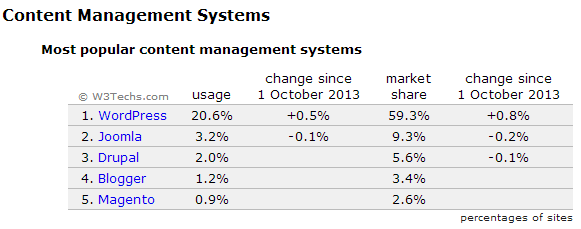 Content Management Systems
Most popular content management systems
© W3Techs.com usage change since 1 October 2013 market share change since 1 October 2013
1. WordPress 20.6% +0.5% 59.3% +0.8%
2. Joomla 3.2% -0.1% 9.3% -0.2%
3. Drupal 2.0% 5.6% -0.1%
4. Blogger 1.2% 3.4%
5. Magento 0.9% 2.6%
percentages of sites